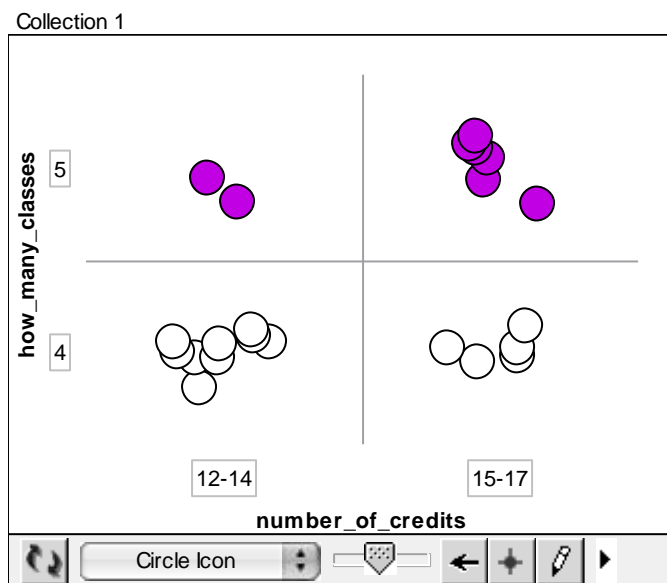 Collection 1
how_many_classes
5
4
12-14
15-17
number_of_credits
Circle Icon